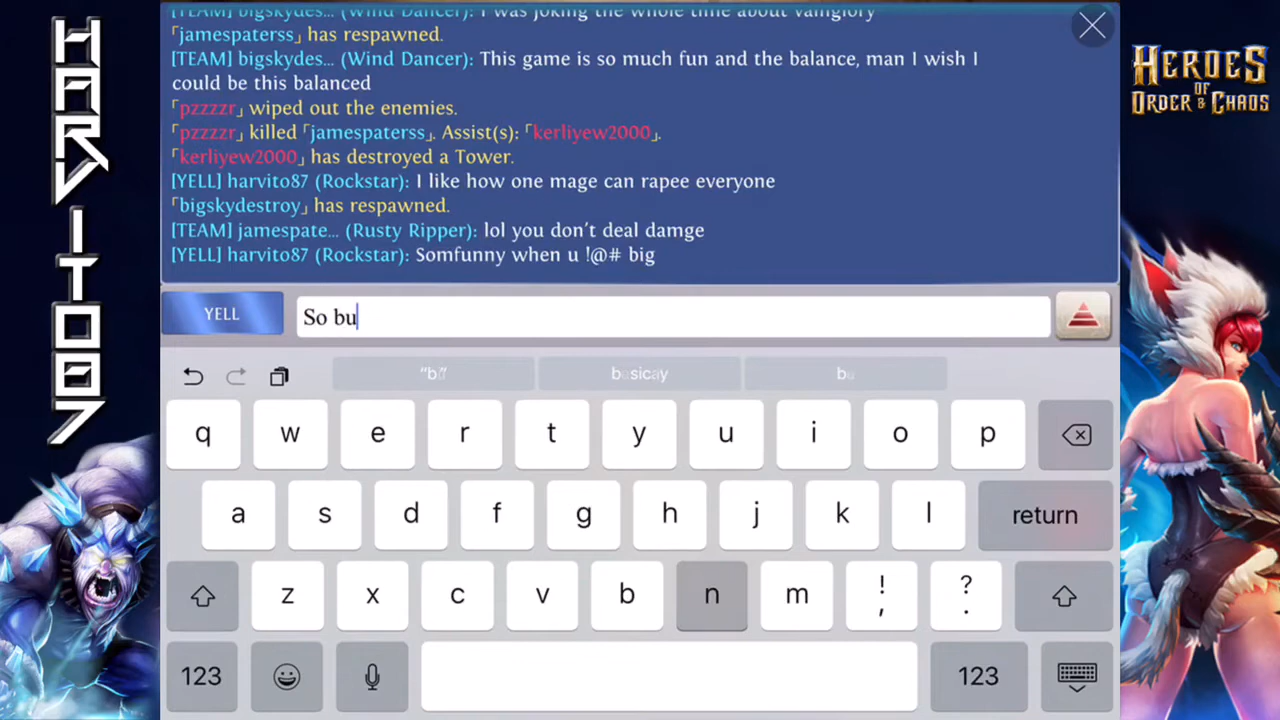 HARVITO87
HEROES
OF
ORDER & CHAOS
[TEAM] bigskydes... (Wind Dancer): I was joking the whole time about vainglory
「jamespaterss」 has respawned.
[TEAM] bigskydes... (Wind Dancer): This game is so much fun and the balance, man I wish I
could be this balanced
「pzzzzr」 wiped out the enemies.
「pzzzzr」 killed 「jamespaterss」. Assist(s): 「kerliyew2000」.
「kerliyew2000」 has destroyed a Tower.
[YELL] harvito87 (Rockstar): I like how one mage can rapee everyone
「bigskydestroy」 has respawned.
[TEAM] jamespate... (Rusty Ripper): lol you don't deal damge
[YELL] harvito87 (Rockstar): Somfunny when u !@# big
YELL
So bu
q w e r t y u i o p
a s d f g h j k l return
z x c v b n m ! , ? .
123 123